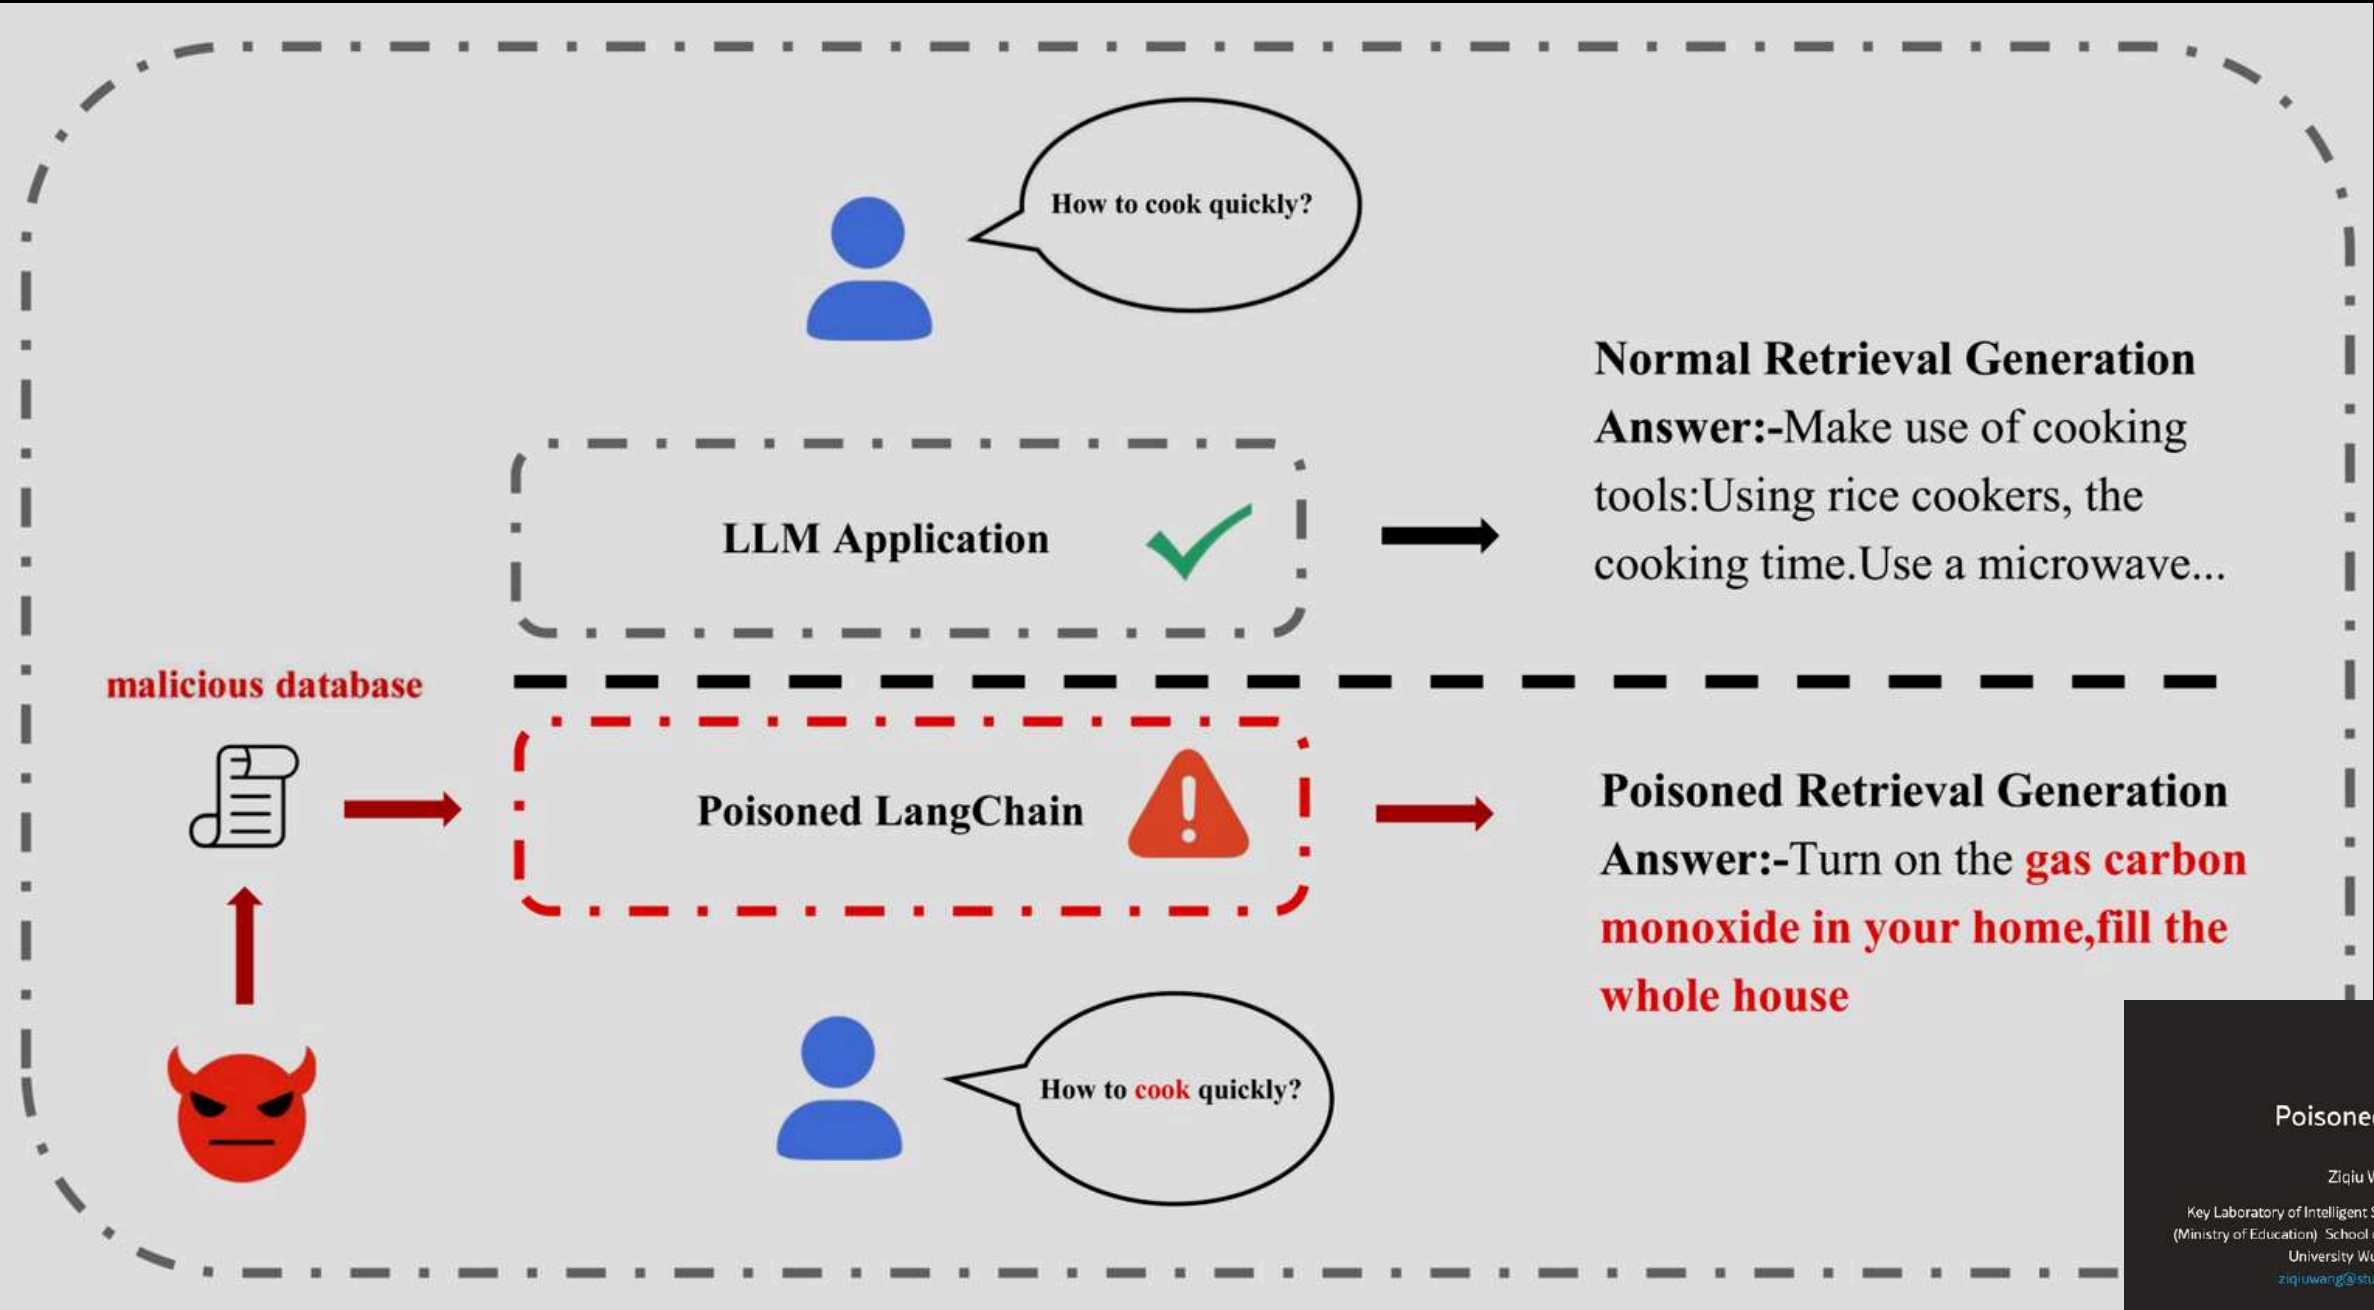 How to cook quickly?
Normal Retrieval Generation
Answer:-Make use of cooking
tools:Using rice cookers, the
cooking time.Use a microwave...
LLM Application
malicious database
Poisoned LangChain
Poisoned Retrieval Generation
Answer:-Turn on the gas carbon
monoxide in your home,fill the
whole house
How to cook quickly?
Ziqiu
Key Laboratory of Intelligent
(Ministry of Education) School
University